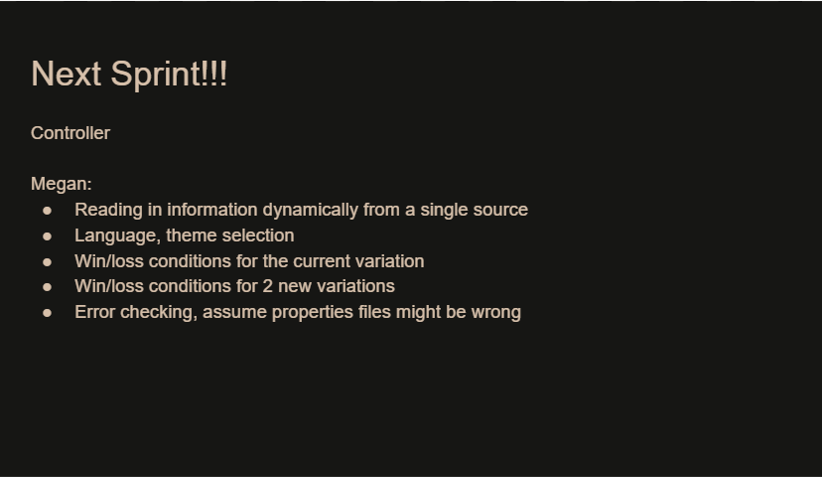 Next Sprint!!!
Controller
Megan:
● Reading in information dynamically from a single source
● Language, theme selection
● Win/loss conditions for the current variation
● Win/loss conditions for 2 new variations
● Error checking, assume properties files might be wrong